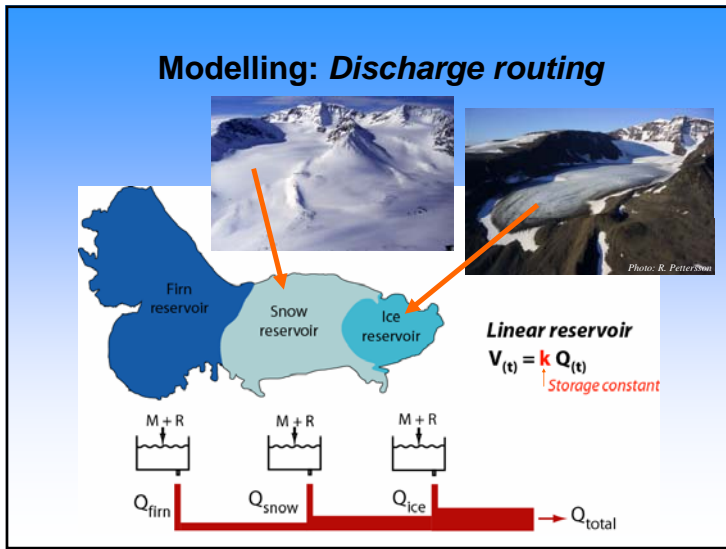 Modelling: Discharge routing
Photo: R. Pettersson
Firn
reservoir
Snow
reservoir
Ice
reservoir
Linear reservoir
V(t) = k Q(t)
Storage constant
M + R
M + R
M + R
Qfirn
Qsnow
Qice
Qtotal